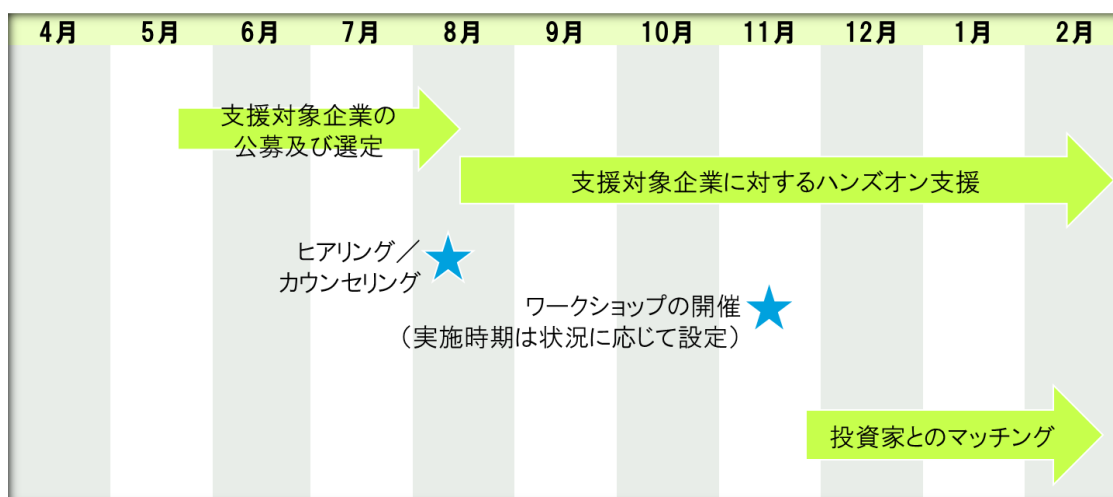 4月 5月 6月 7月 8月 9月 10月 11月 12月 1月 2月
支援対象企業の
公募及び選定
支援対象企業に対するハンズオン支援
ヒアリング／
カウンセリング
ワークショップの開催
（実施時期は状況に応じて設定）
投資家とのマッチング